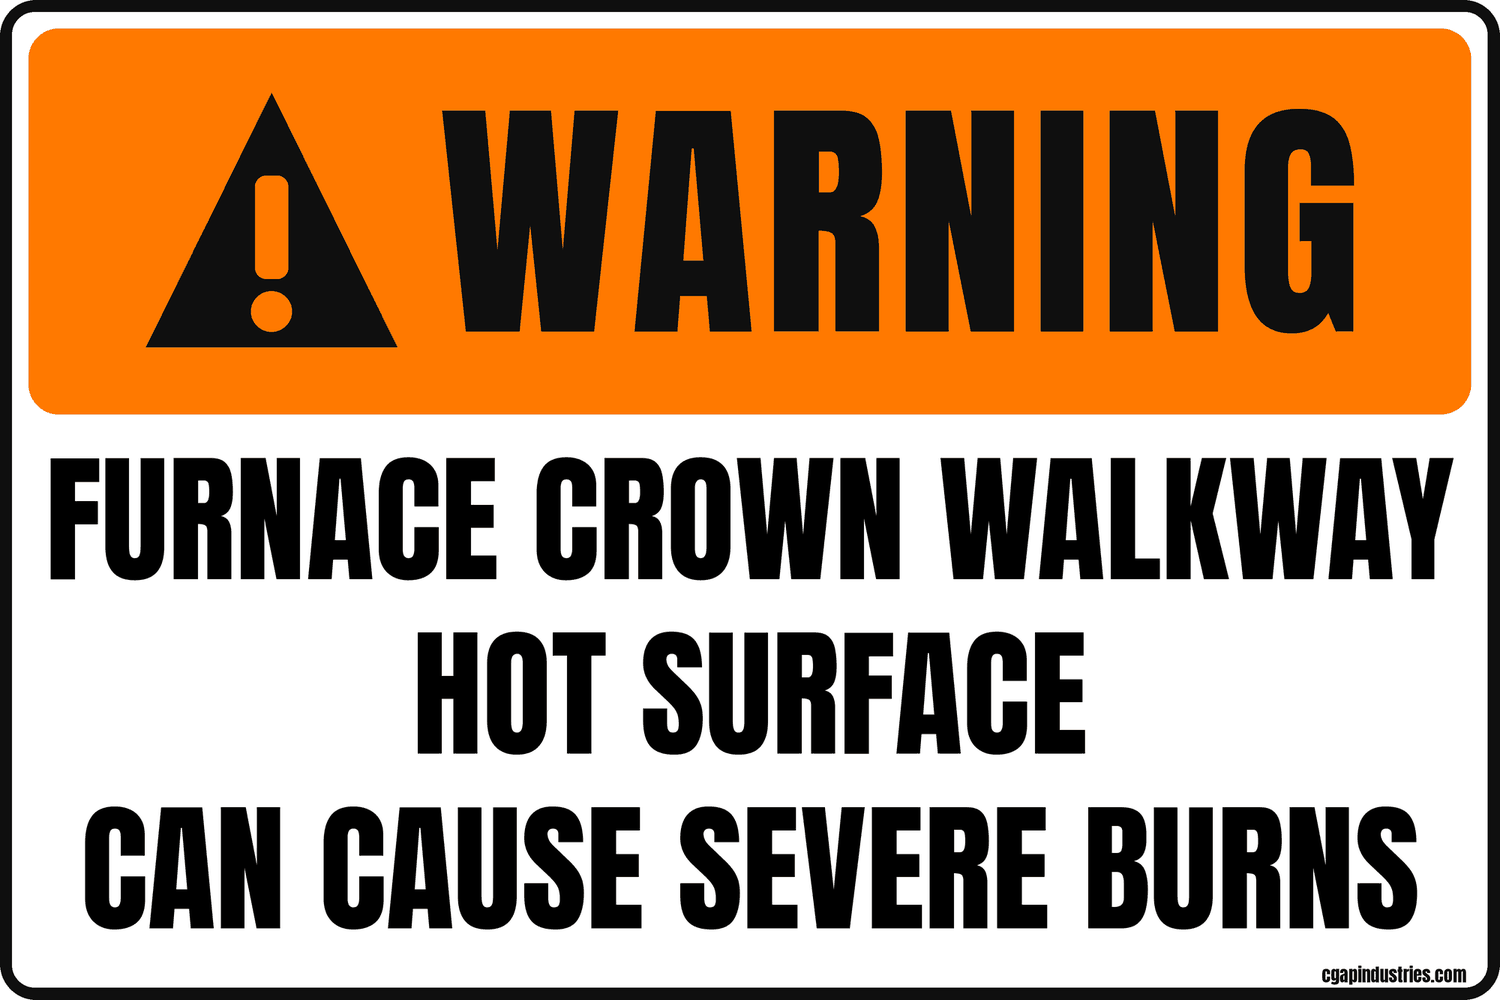 WARNING
FURNACE CROWN WALKWAY
HOT SURFACE
CAN CAUSE SEVERE BURNS
cgapindustries.com